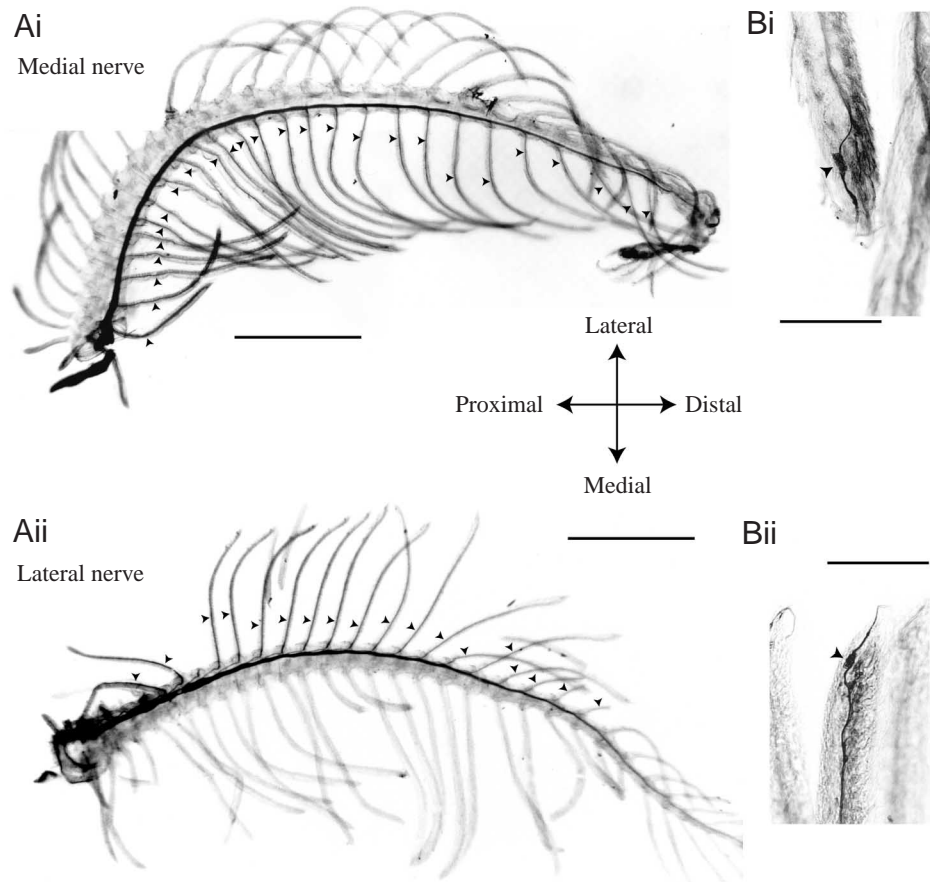 Ai
Medial nerve
Bi
Lateral
Proximal
Distal
Medial
Aii
Lateral nerve
Bii